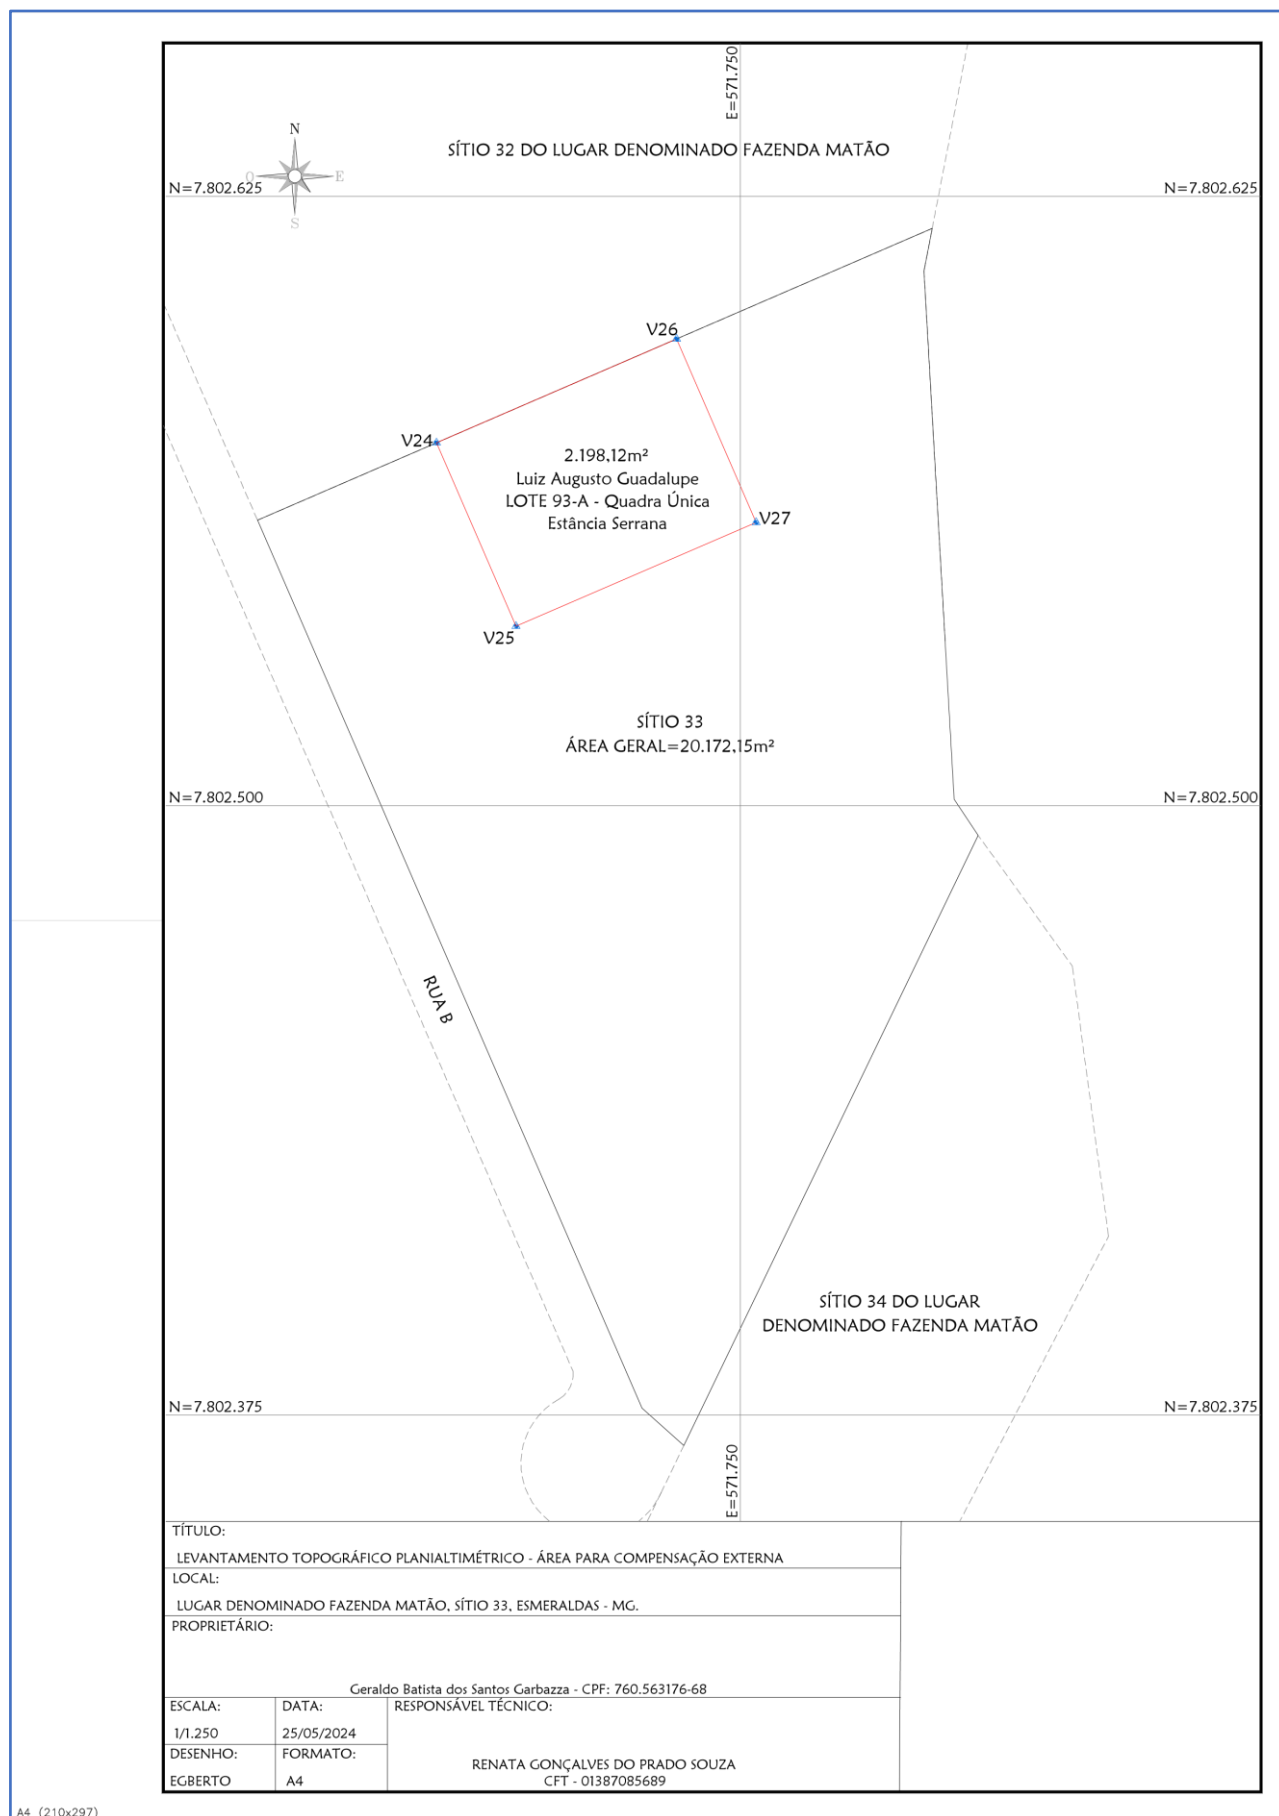 E=571.750
N
SÍTIO 32 DO LUGAR DENOMINADO FAZENDA MATÃO
O
E
N=7.802.625
N=7.802.625
S
V26
V24
2.198,12m²
Luiz Augusto Guadalupe
LOTE 93-A - Quadra Única
Estância Serrana
V27
V25
SÍTIO 33
ÁREA GERAL=20.172,15m²
N=7.802.500
N=7.802.500
RUA B
SÍTIO 34 DO LUGAR
DENOMINADO FAZENDA MATÃO
N=7.802.375
N=7.802.375
E=571.750
TÍTULO:
LEVANTAMENTO TOPOGRÁFICO PLANIALTIMÉTRICO - ÁREA PARA COMPENSAÇÃO EXTERNA
LOCAL:
LUGAR DENOMINADO FAZENDA MATÃO, SÍTIO 33, ESMERALDAS - MG.
PROPRIETÁRIO:
Geraldo Batista dos Santos Garbazza - CPF: 760.563176-68
ESCALA:
1/1.250
DATA:
25/05/2024
RESPONSÁVEL TÉCNICO:
DESENHO:
EGBERTO
FORMATO:
A4
RENATA GONÇALVES DO PRADO SOUZA
CFT - 01387085689
A4 (210x297)